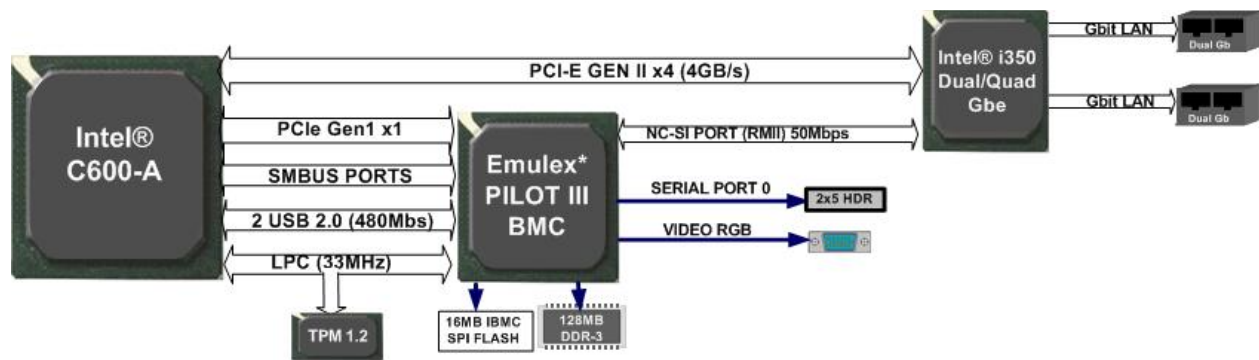 Intel®
C600-A
PCI-E GEN II x4 (4GB/s)
Intel® i350
Dual/Quad
Gbe
Gbit LAN
Dual Gb
Gbit LAN
Dual Gb
PCIe Gen1 x1
SMBUS PORTS
2 USB 2.0 (480Mbs)
LPC (33MHz)
Emulex*
PILOT III
BMC
NC-SI PORT (RMII) 50Mbps
SERIAL PORT 0
2x5 HDR
VIDEO RGB
TPM 1.2
16MB IBMC
SPI FLASH
128MB
DDR-3